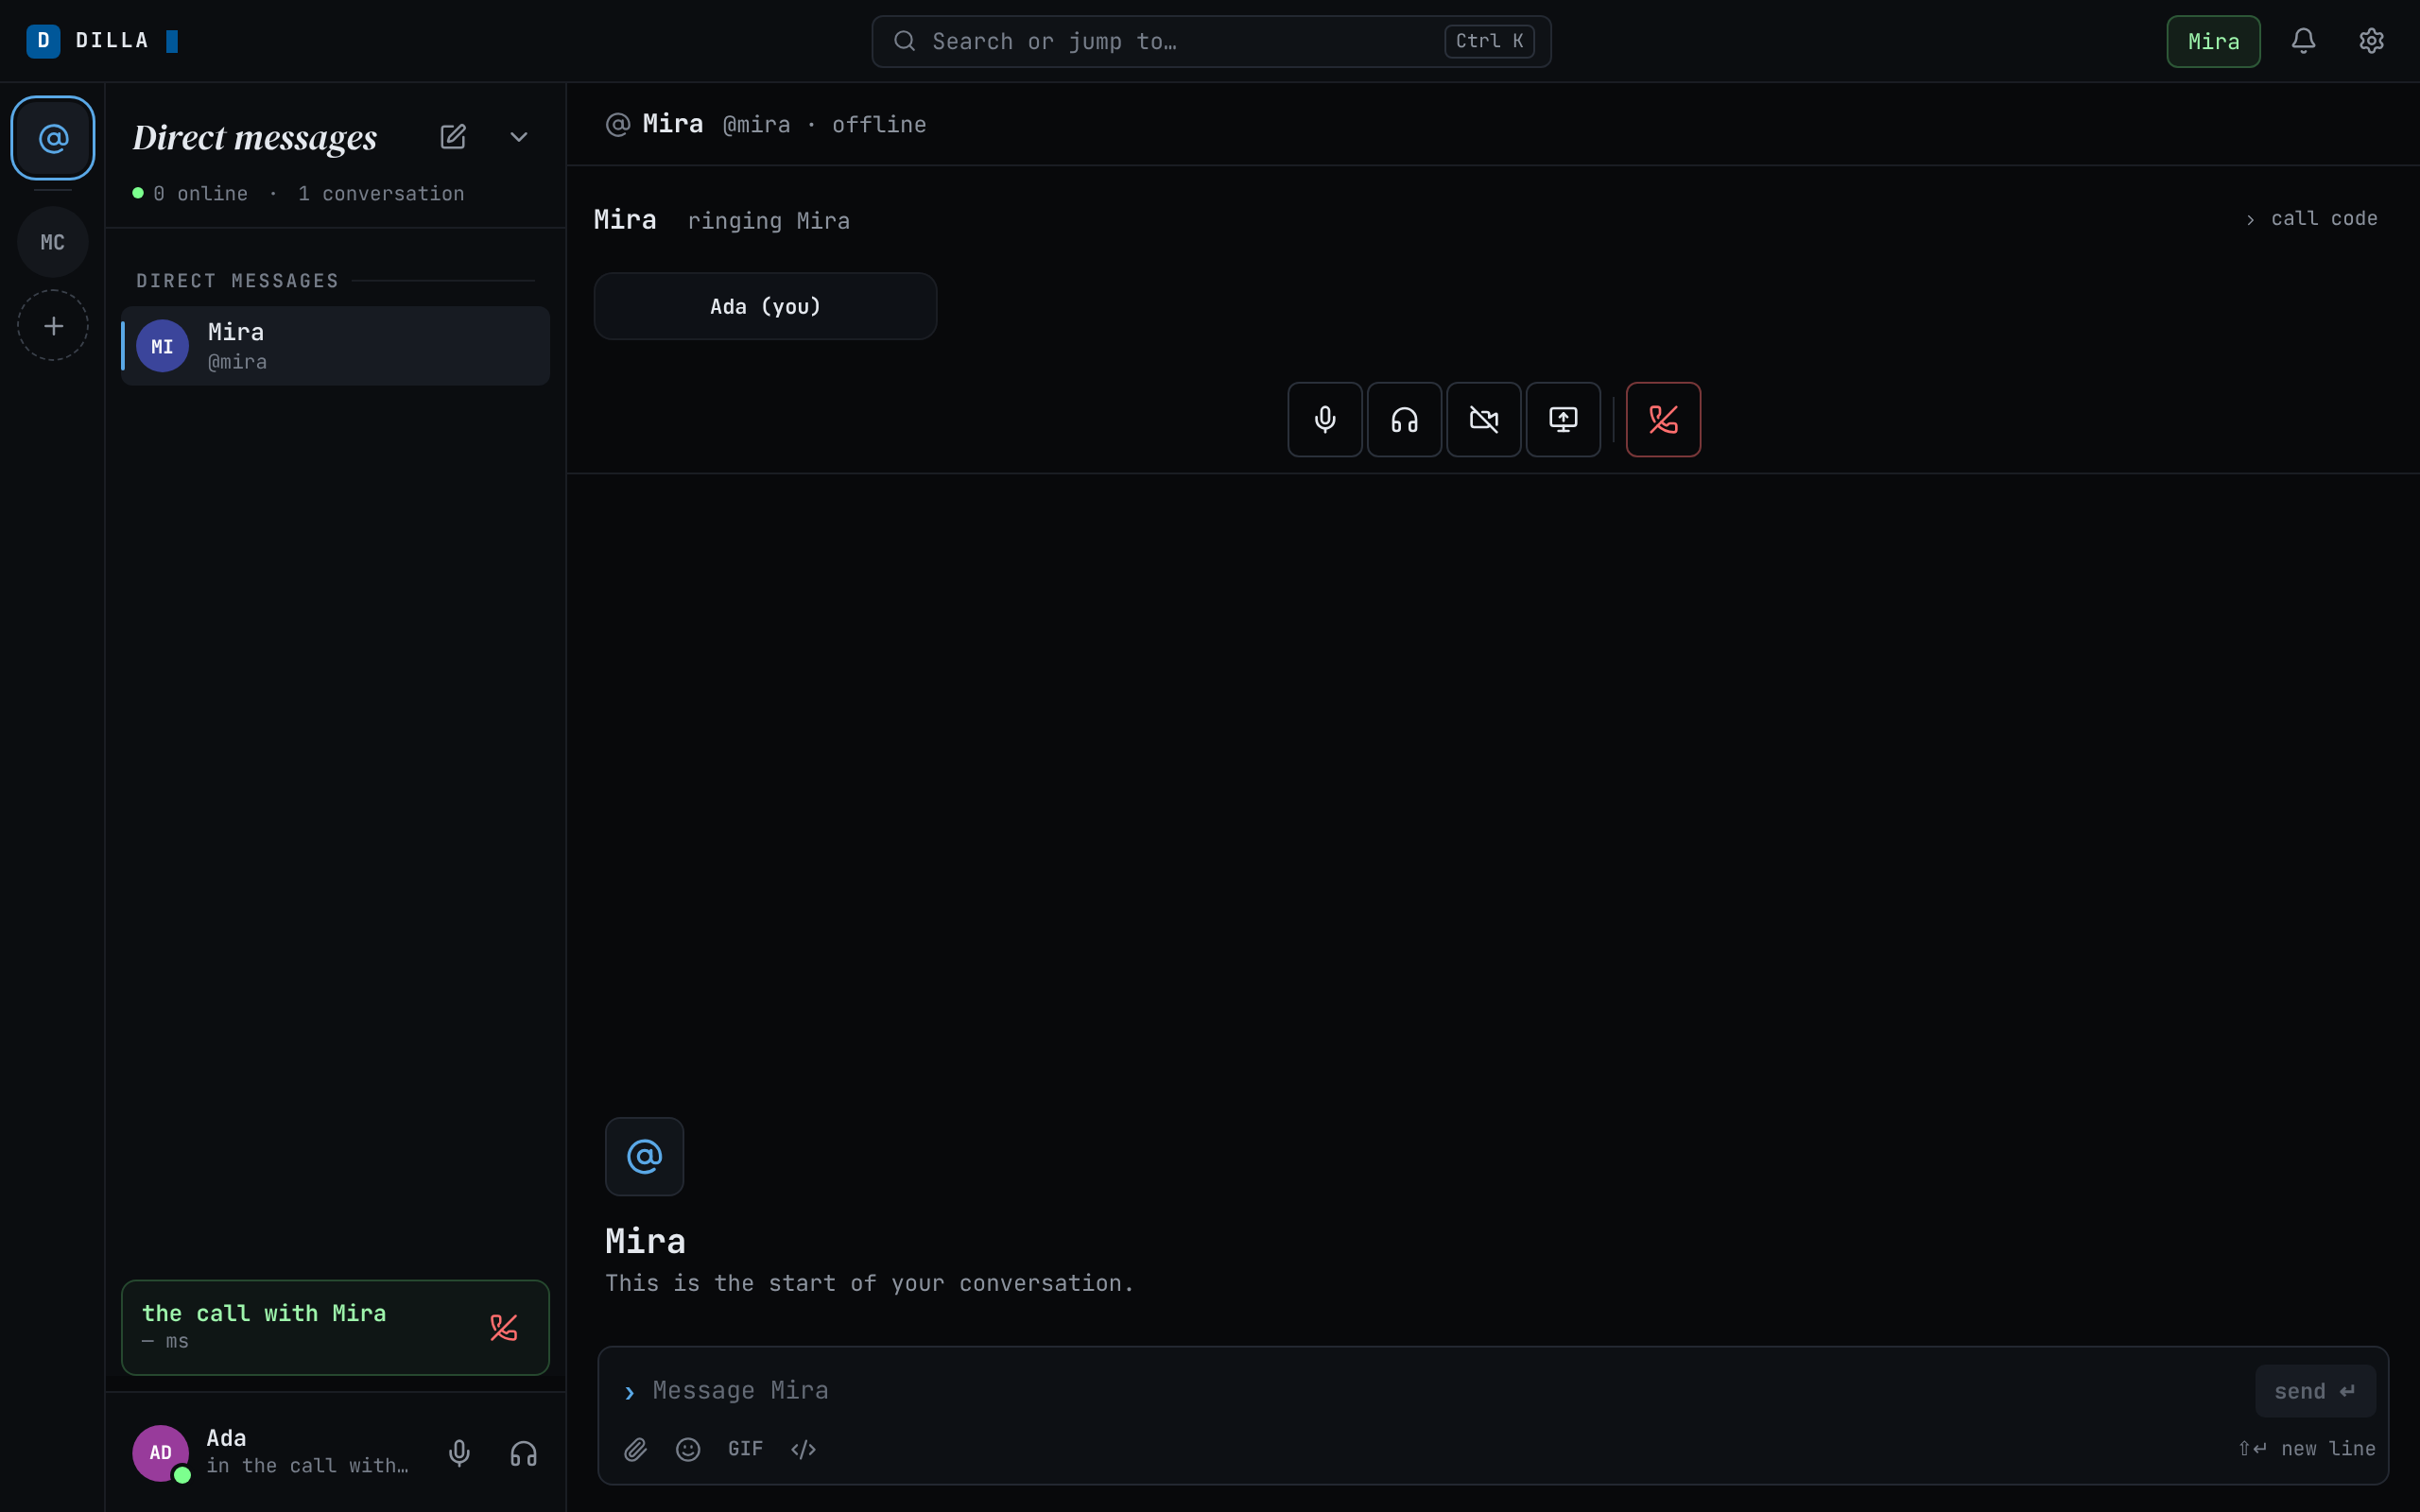 D DILLA
Search or jump to… Ctrl K
Mira
Direct messages
0 online · 1 conversation
MC
DIRECT MESSAGES
MI Mira
@mira
the call with Mira
— ms
AD Ada
in the call with…
Mira @mira · offline
Mira ringing Mira
› call code
Ada (you)
@
Mira
This is the start of your conversation.
› Message Mira
send ↵
GIF </>
⇧↵ new line